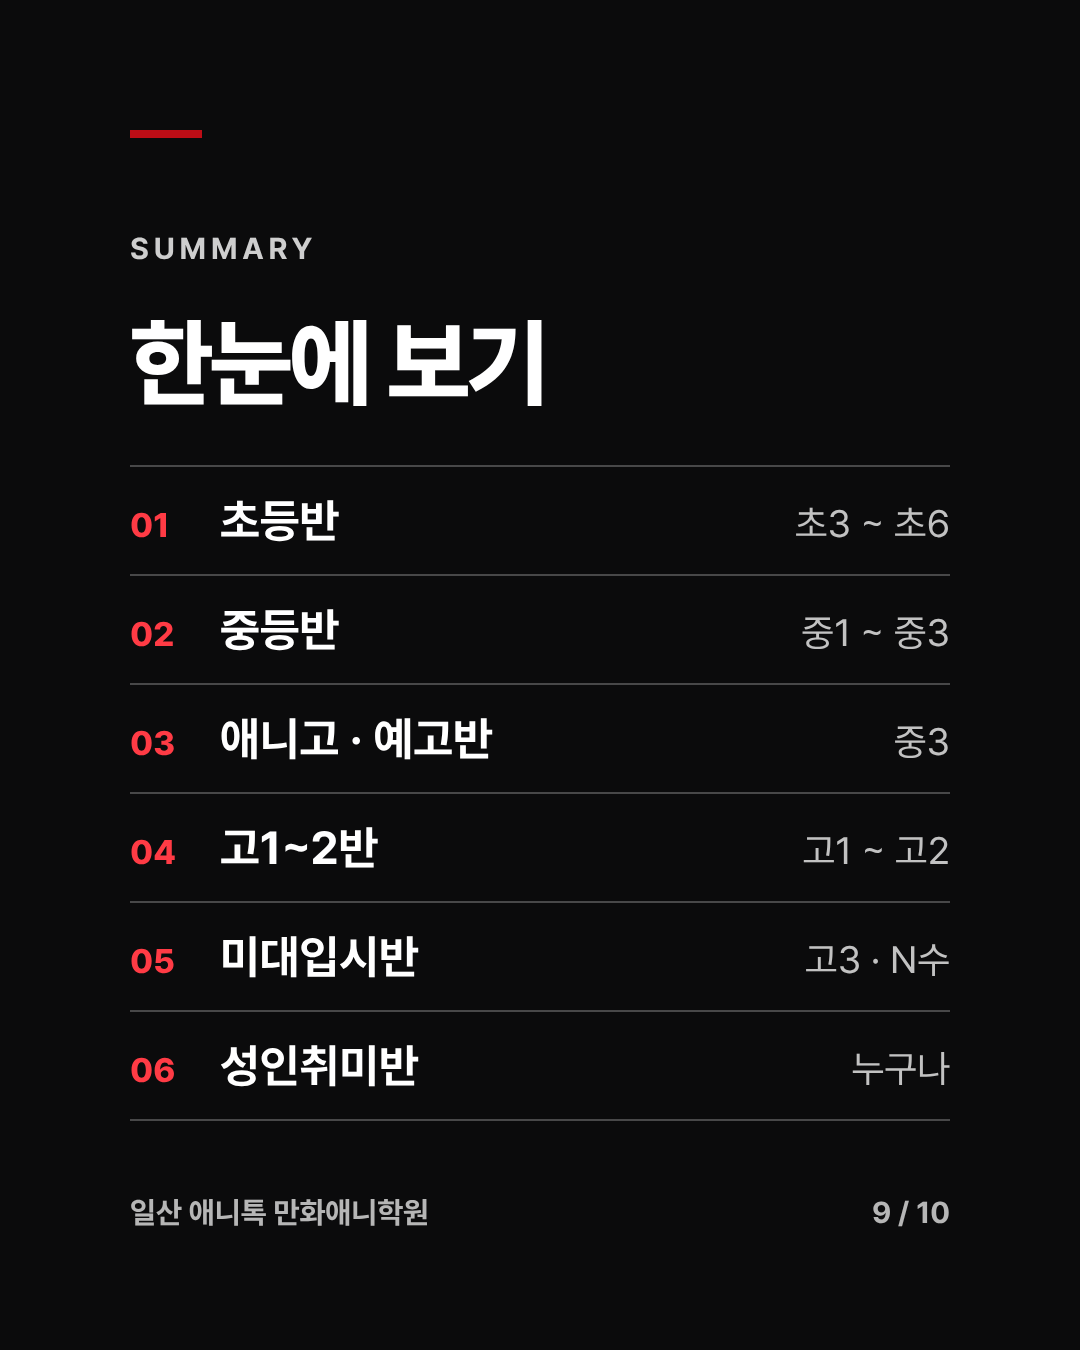 SUMMARY
한눈에 보기
01 초등반 초3 ~ 초6
02 중등반 중1 ~ 중3
03 애니고 · 예고반 중3
04 고1~2반 고1 ~ 고2
05 미대입시반 고3 · N수
06 성인취미반 누구나
일산 애니톡 만화애니학원 9 / 10